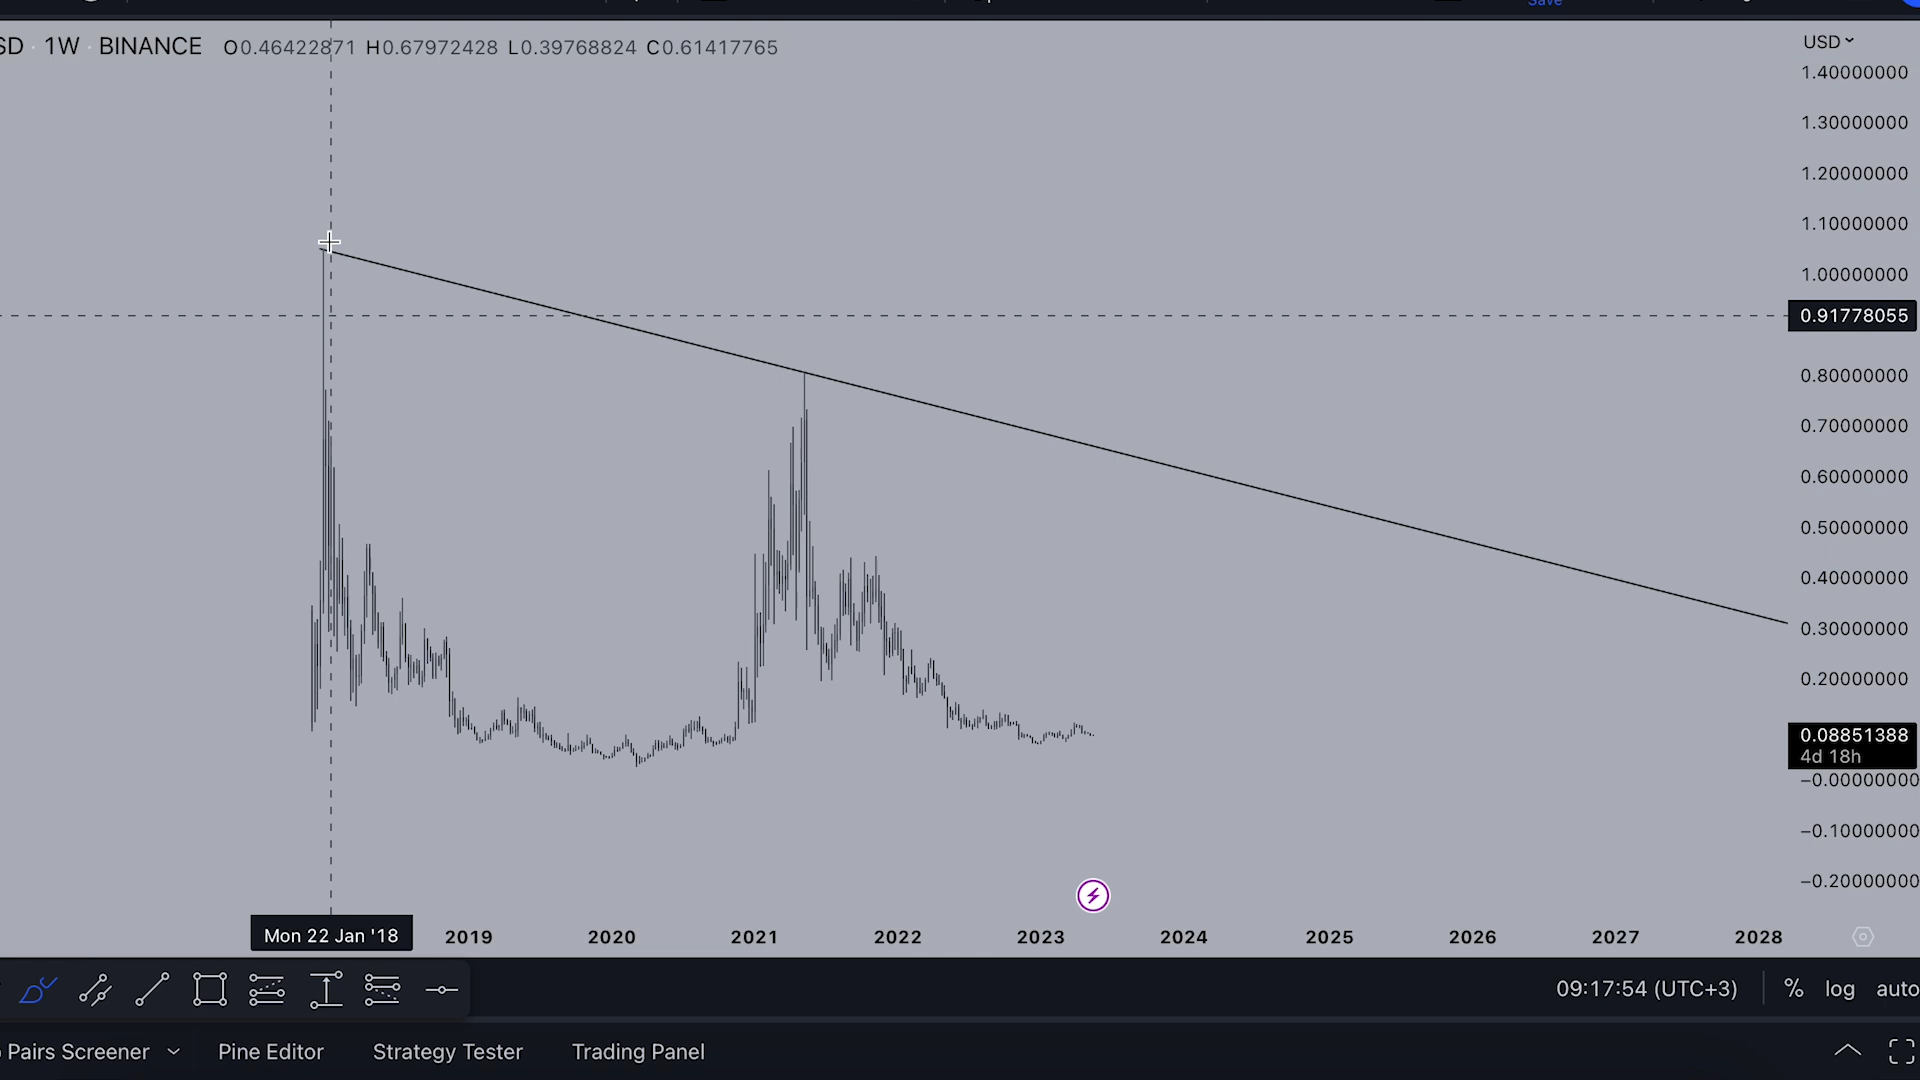 Save
SD · 1W · BINANCE O0.46422871 H0.67972428 L0.39768824 C0.61417765
USD
1.40000000
1.30000000
1.20000000
1.10000000
1.00000000
0.91778055
0.80000000
0.70000000
0.60000000
0.50000000
0.40000000
0.30000000
0.20000000
0.08851388
4d 18h
−0.00000000
−0.10000000
−0.20000000
Mon 22 Jan '18 2019 2020 2021 2022 2023 2024 2025 2026 2027 2028
09:17:54 (UTC+3) % log auto
Pairs Screener Pine Editor Strategy Tester Trading Panel